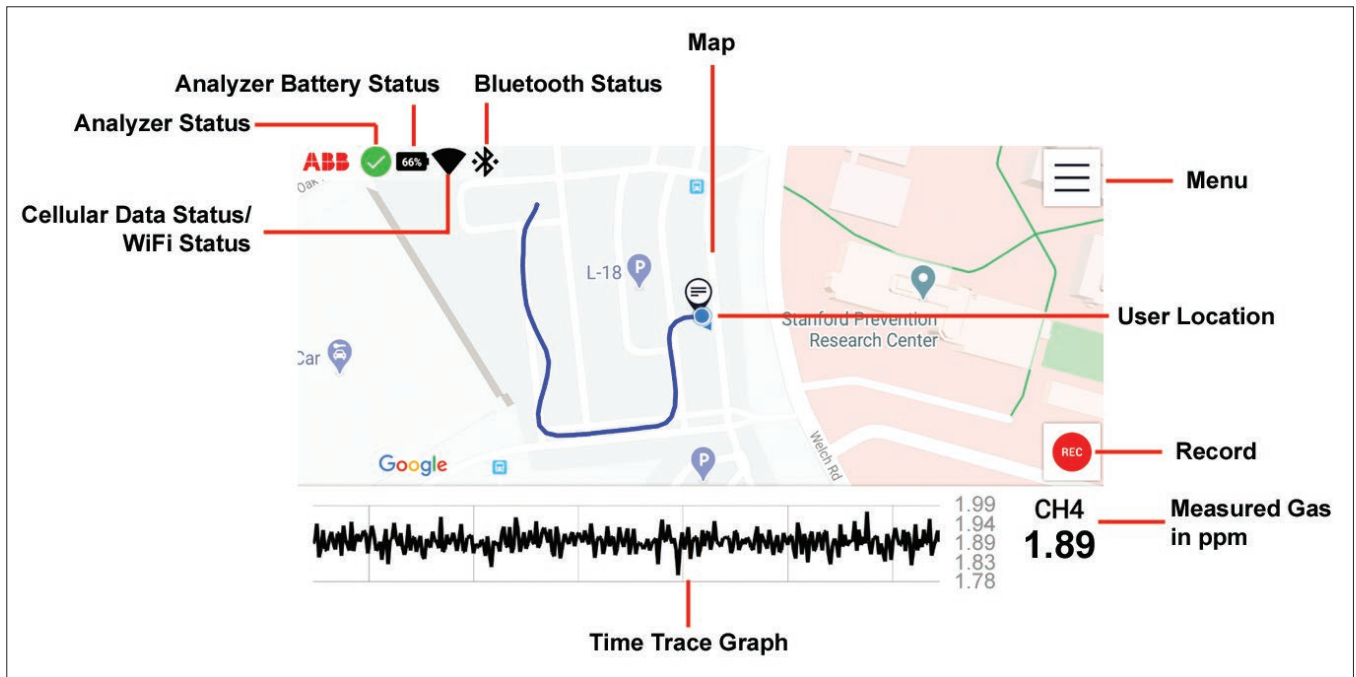 Map
Analyzer Battery Status
Bluetooth Status
Analyzer Status
ABB
66%
Menu
Cellular Data Status/
WiFi Status
L-18
P
User Location
Stanford Prevention
Research Center
Car
Welch Rd
REC
Record
Google
P
1.99
1.94
1.89
1.83
1.78
CH4
1.89
Measured Gas
in ppm
Time Trace Graph